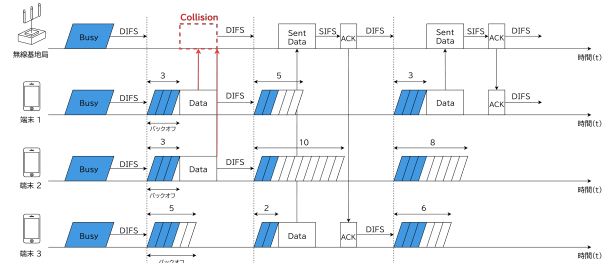 Collision
Busy
DIFS
DIFS
Sent
Data
SIFS
ACK
DIFS
Sent
Data
SIFS
ACK
DIFS
無線基地局
時間(t)
3
5
3
Busy
DIFS
Data
DIFS
Data
ACK
DIFS
端末 1
バックオフ
時間(t)
3
10
8
Busy
DIFS
Data
DIFS
端末 2
バックオフ
時間(t)
5
2
6
Busy
DIFS
Data
ACK
DIFS
端末 3
バックオフ
時間(t)